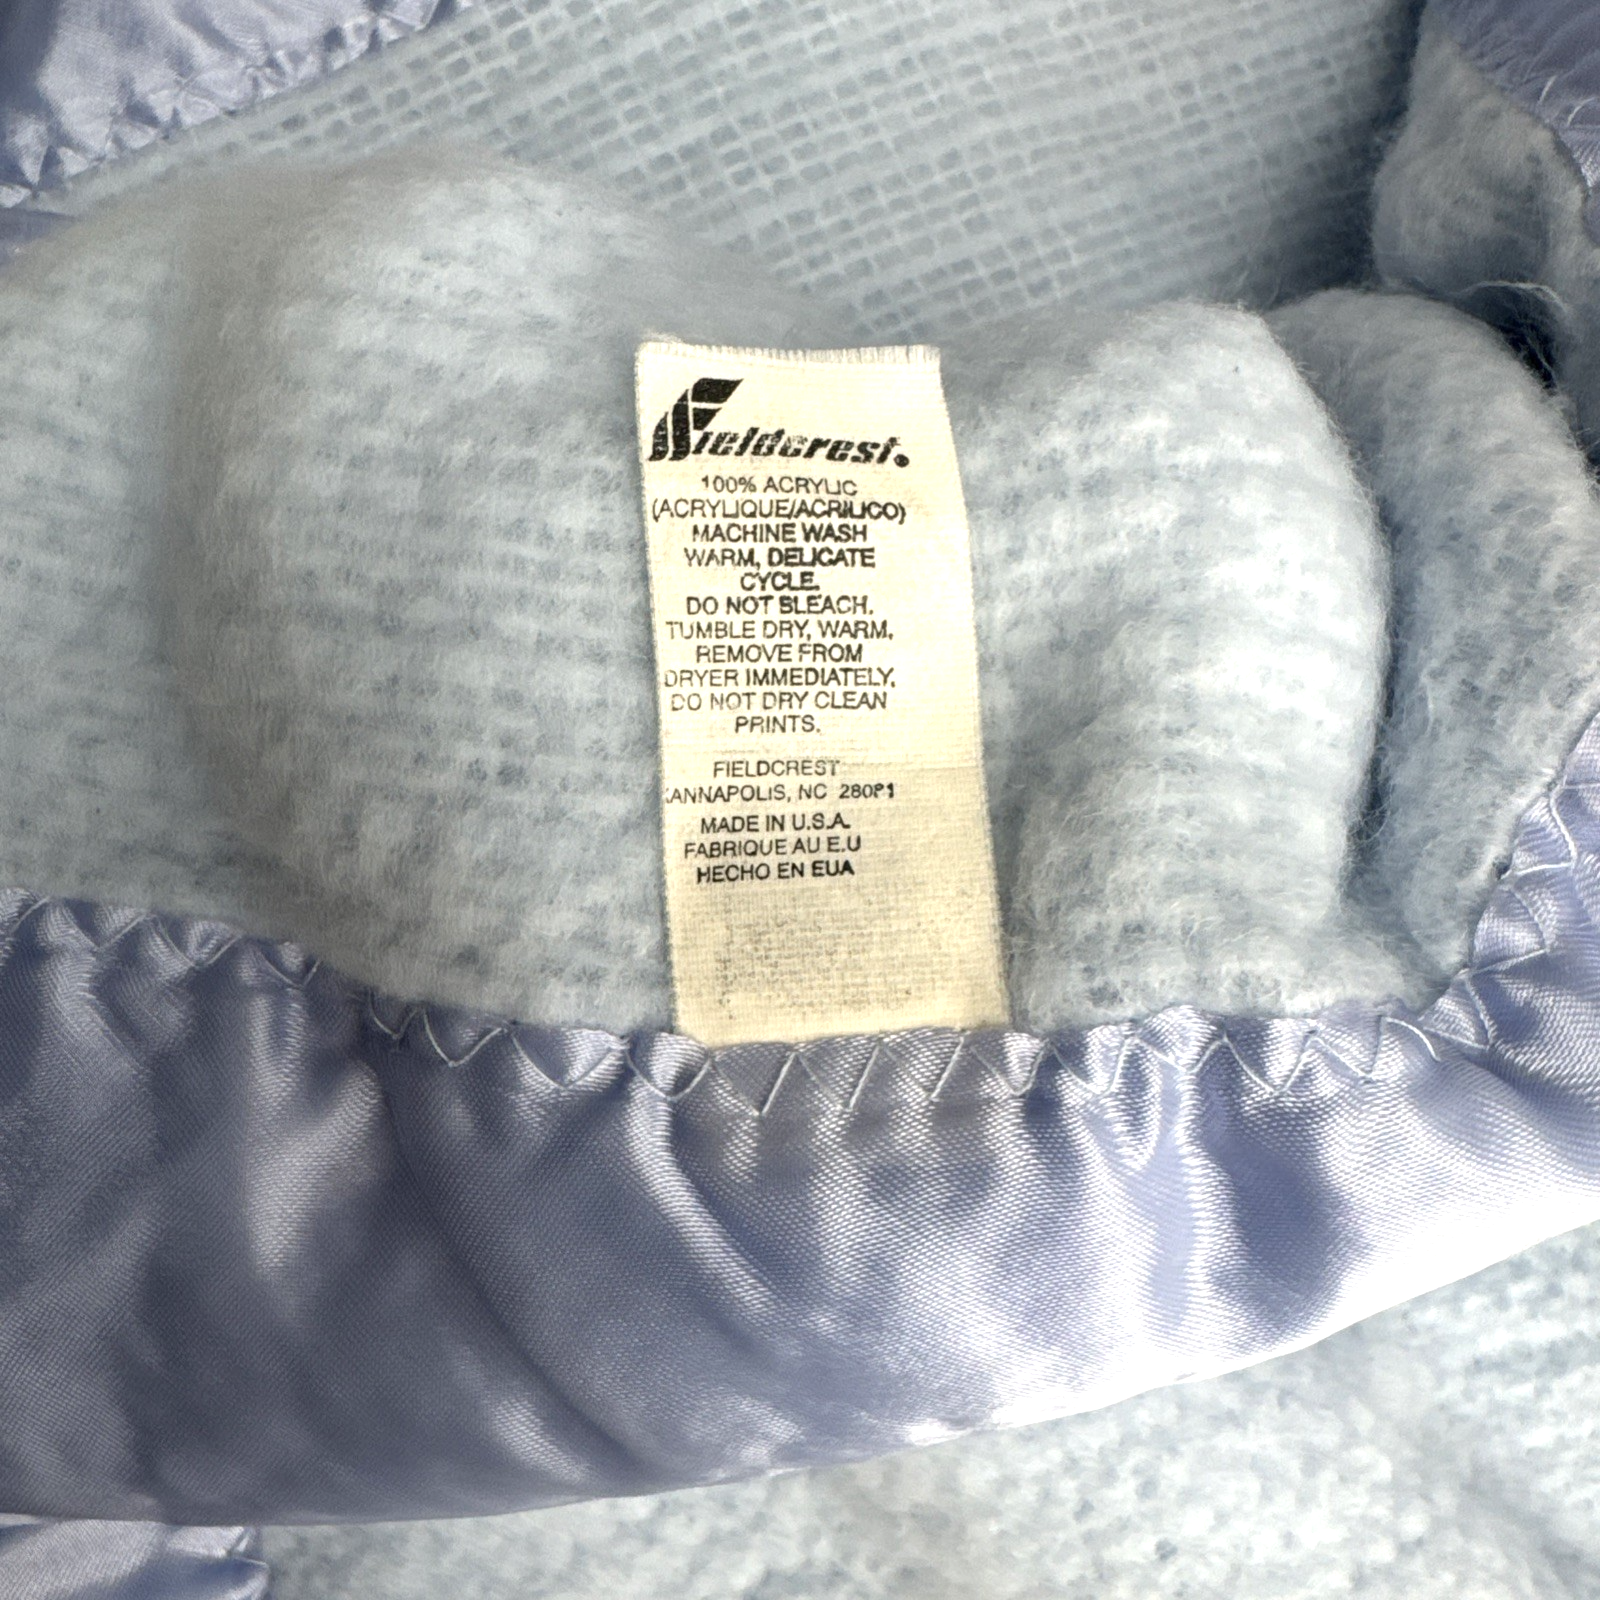 Fieldcrest.
100% ACRYLIC
(ACRYLIQUE/ACRILICO)
MACHINE WASH
WARM, DELICATE
CYCLE.
DO NOT BLEACH.
TUMBLE DRY, WARM.
REMOVE FROM
DRYER IMMEDIATELY.
DO NOT DRY CLEAN
PRINTS.
FIELDCREST
KANNAPOLIS, NC 28081
MADE IN U.S.A.
FABRIQUE AU E.U
HECHO EN EUA